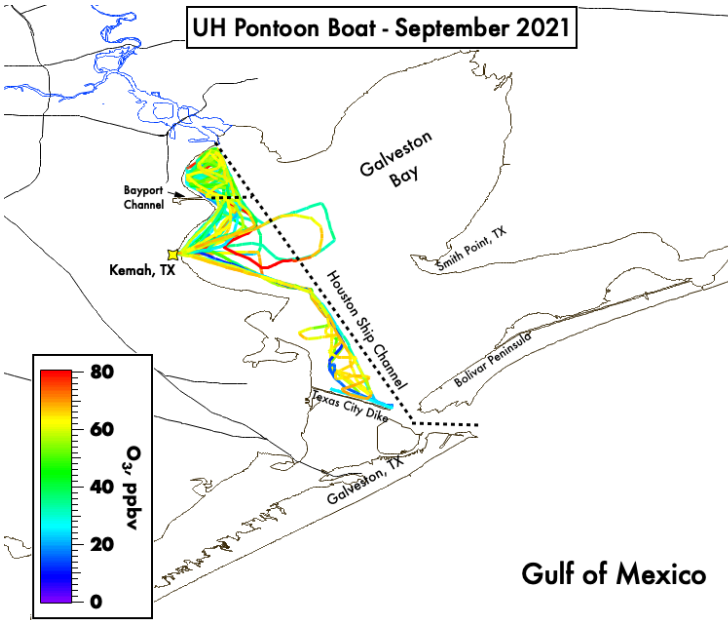 UH Pontoon Boat - September 2021
Galveston
Bay
Bayport
Channel
Smith Point, TX
Kemah, TX
Houston Ship Channel
Bolivar Peninsula
Texas City Dike
Galveston, TX
Gulf of Mexico
80
60
40
20
0
O₃, ppbv